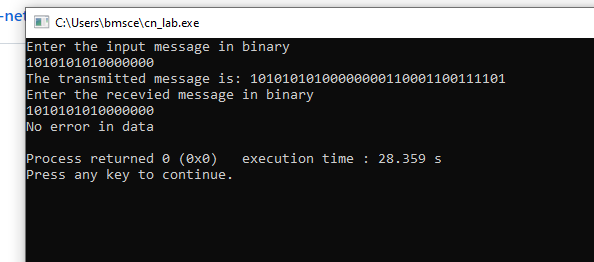 -net
C:\Users\bmsce\cn_lab.exe
Enter the input message in binary
1010101010000000
The transmitted message is: 10101010100000000110001100111101
Enter the recevied message in binary
1010101010000000
No error in data
Process returned 0 (0x0)   execution time : 28.359 s
Press any key to continue.